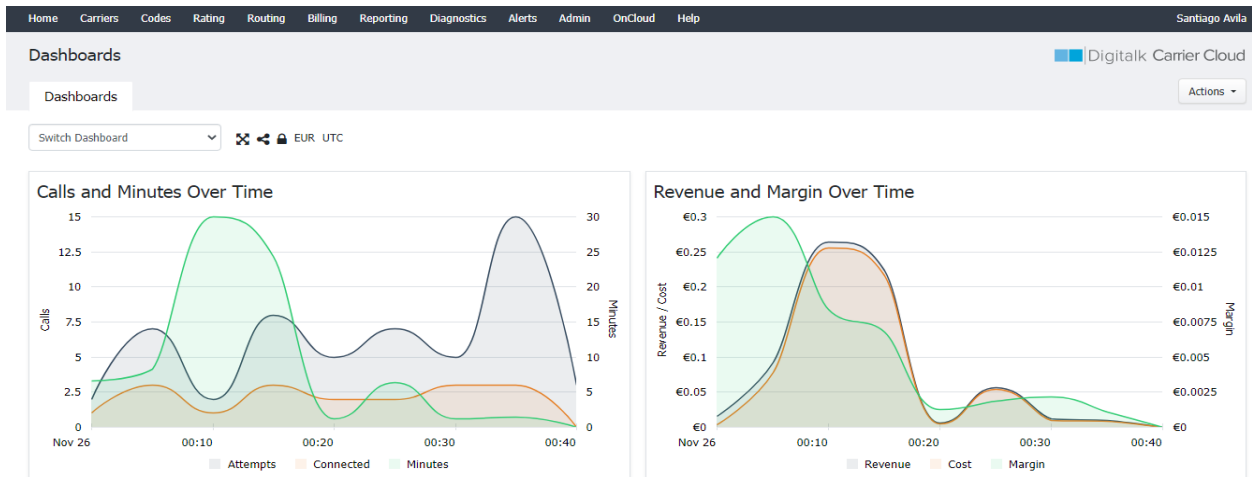 Home Carriers Codes Rating Routing Billing Reporting Diagnostics Alerts Admin OnCloud Help Santiago Avila
Dashboards
Digitalk Carrier Cloud
Dashboards
Actions
Switch Dashboard EUR UTC
Calls and Minutes Over Time
15
12.5
10
7.5
5
2.5
0
Calls
30
25
20
15
10
5
0
Minutes
Nov 26 00:10 00:20 00:30 00:40
Attempts Connected Minutes
Revenue and Margin Over Time
€0.3
€0.25
€0.2
€0.15
€0.1
€0.05
€0
Revenue / Cost
€0.015
€0.0125
€0.01
€0.0075
€0.005
€0.0025
€0
Margin
Nov 26 00:10 00:20 00:30 00:40
Revenue Cost Margin